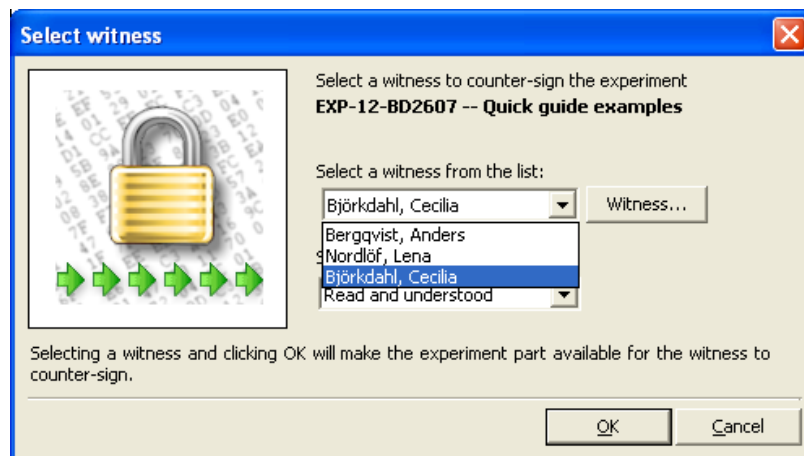 Select witness
Select a witness to counter-sign the experiment
EXP-12-BD2607 -- Quick guide examples
Select a witness from the list:
Björkdahl, Cecilia
Witness...
Bergqvist, Anders
Nordlöf, Lena
Björkdahl, Cecilia
Read and understood
Selecting a witness and clicking OK will make the experiment part available for the witness to
counter-sign.
OK
Cancel